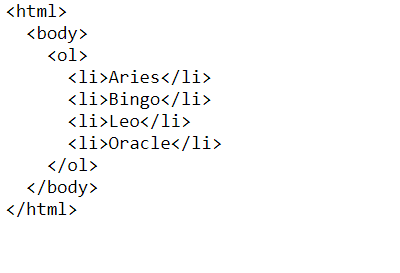 <html>
  <body>
    <ol>
      <li>Aries</li>
      <li>Bingo</li>
      <li>Leo</li>
      <li>Oracle</li>
    </ol>
  </body>
</html>